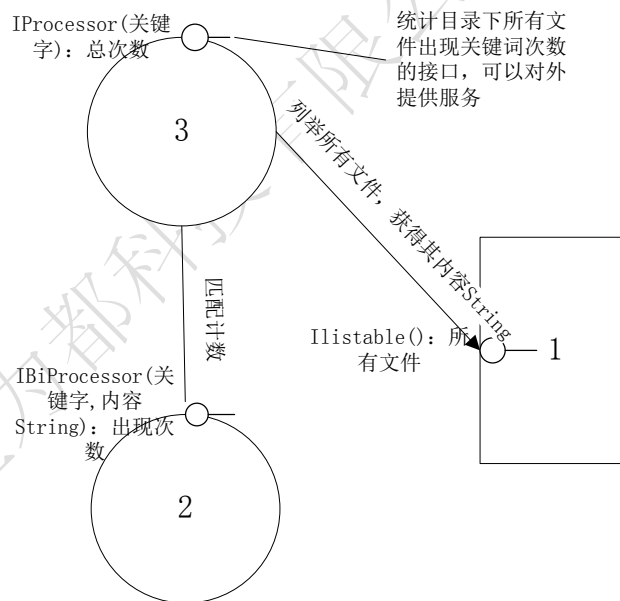 IProcessor(关键
字): 总次数
统计目录下所有文
件出现关键词次数
的接口，可以对外
提供服务
3
列举所有文件，获得其内容String
匹配计数
Ilistable(): 所
有文件
1
IBiProcessor(关
键字,内容
String): 出现次
数
2